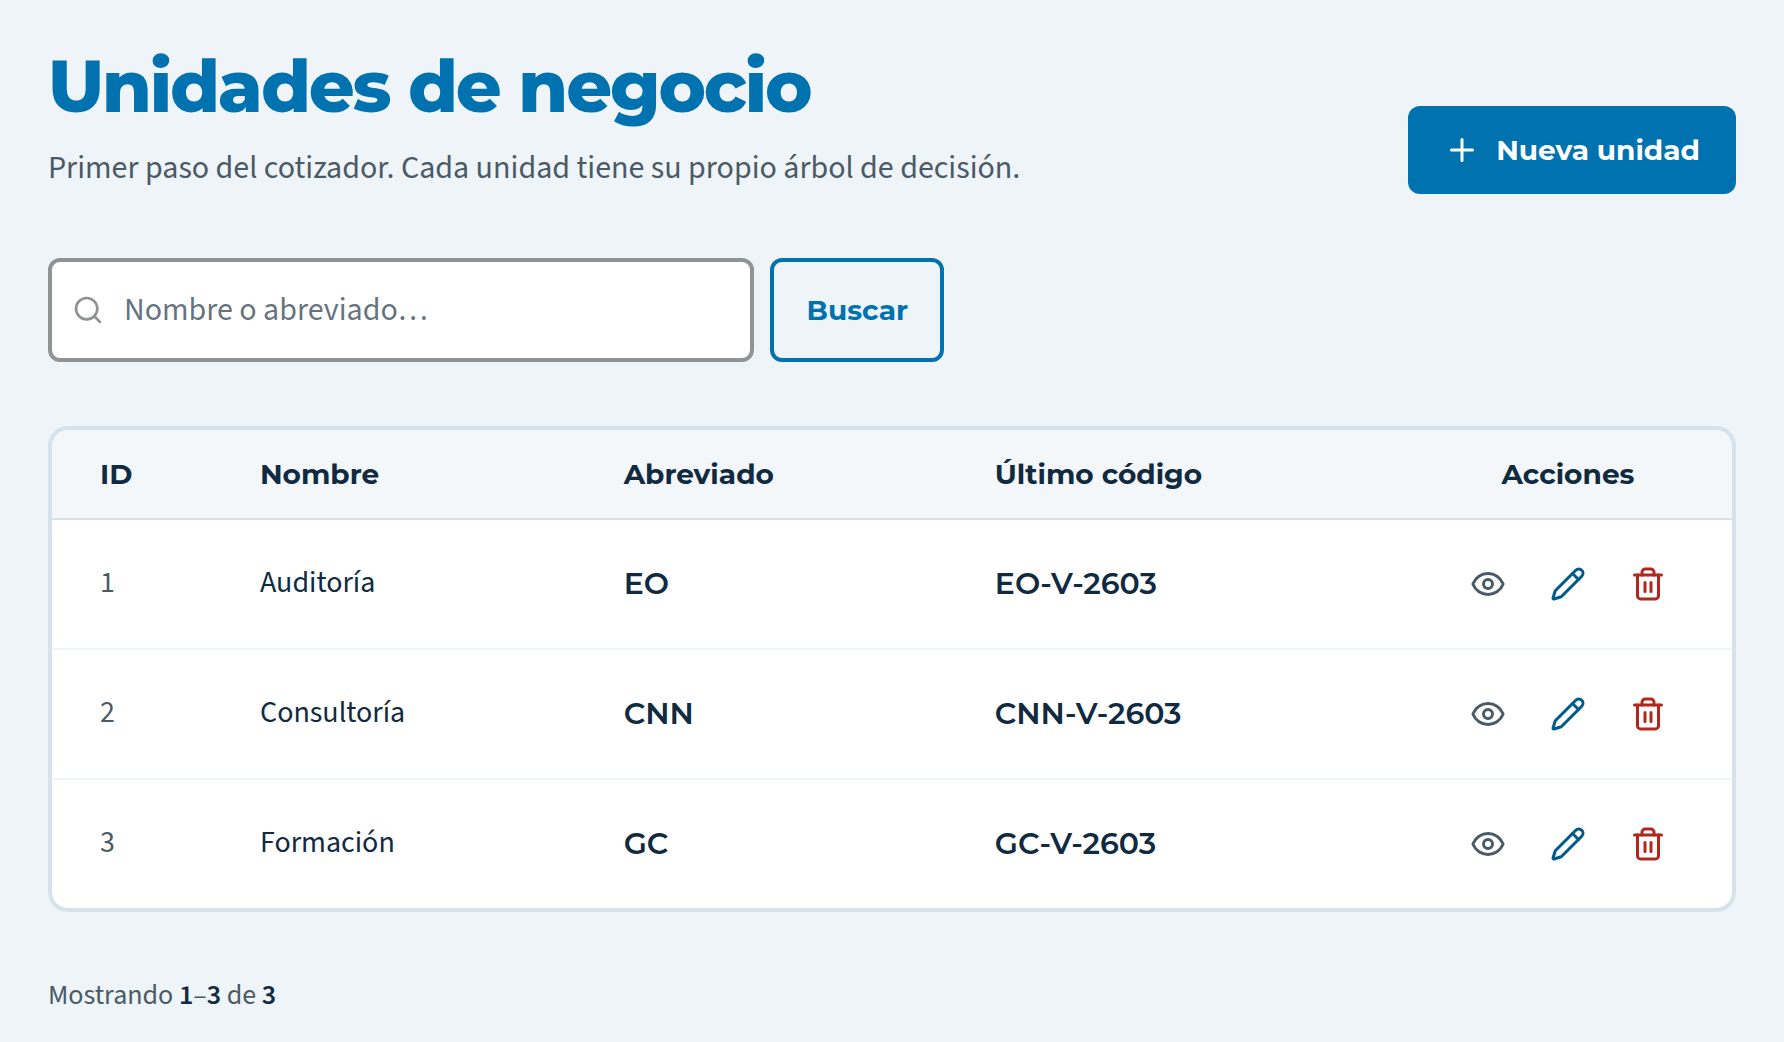 Unidades de negocio
Primer paso del cotizador. Cada unidad tiene su propio árbol de decisión.
Nueva unidad
Nombre o abreviado…
Buscar
ID Nombre Abreviado Último código Acciones
1 Auditoría EO EO-V-2603
2 Consultoría CNN CNN-V-2603
3 Formación GC GC-V-2603
Mostrando 1–3 de 3